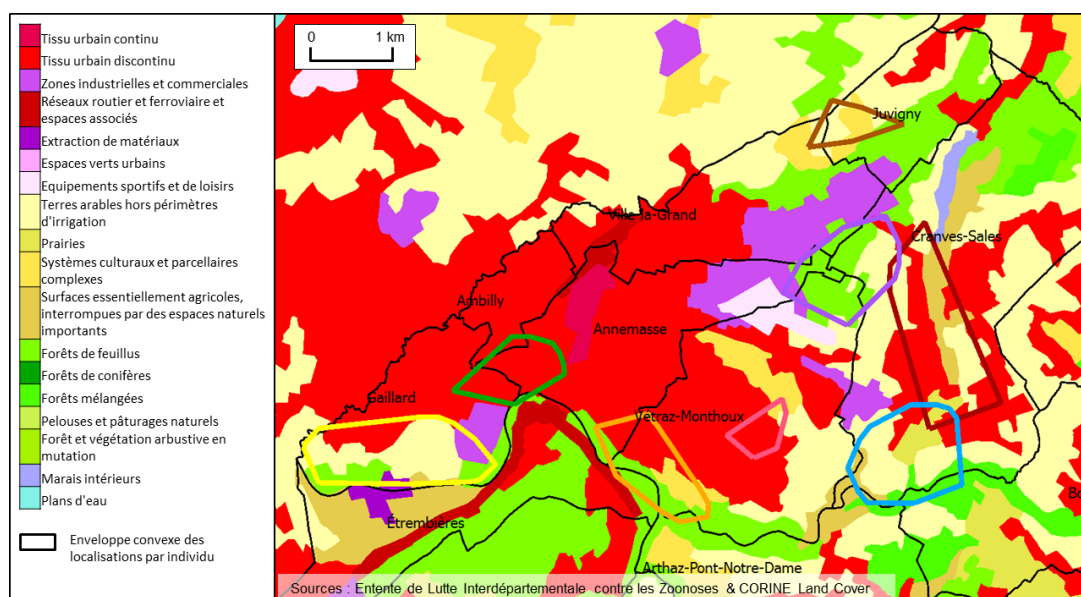 Tissu urbain continu
Tissu urbain discontinu
Zones industrielles et commerciales
Réseaux routier et ferroviaire et
espaces associés
Extraction de matériaux
Espaces verts urbains
Equipements sportifs et de loisirs
Terres arables hors périmètres
d'irrigation
Prairies
Systèmes culturaux et parcellaires
complexes
Surfaces essentiellement agricoles,
interrompues par des espaces naturels
importants
Forêts de feuillus
Forêts de conifères
Forêts mélangées
Pelouses et pâturages naturels
Forêt et végétation arbustive en
mutation
Marais intérieurs
Plans d'eau
Enveloppe convexe des
localisations par individu
0 1 km
Juvigny
Ville-la-Grand
Cranves-Sales
Ambilly
Annemasse
Gaillard
Vétraz-Monthoux
Bo
Étrembières
Arthaz-Pont-Notre-Dame
Sources : Entente de Lutte Interdépartementale contre les Zoonoses & CORINE Land Cover